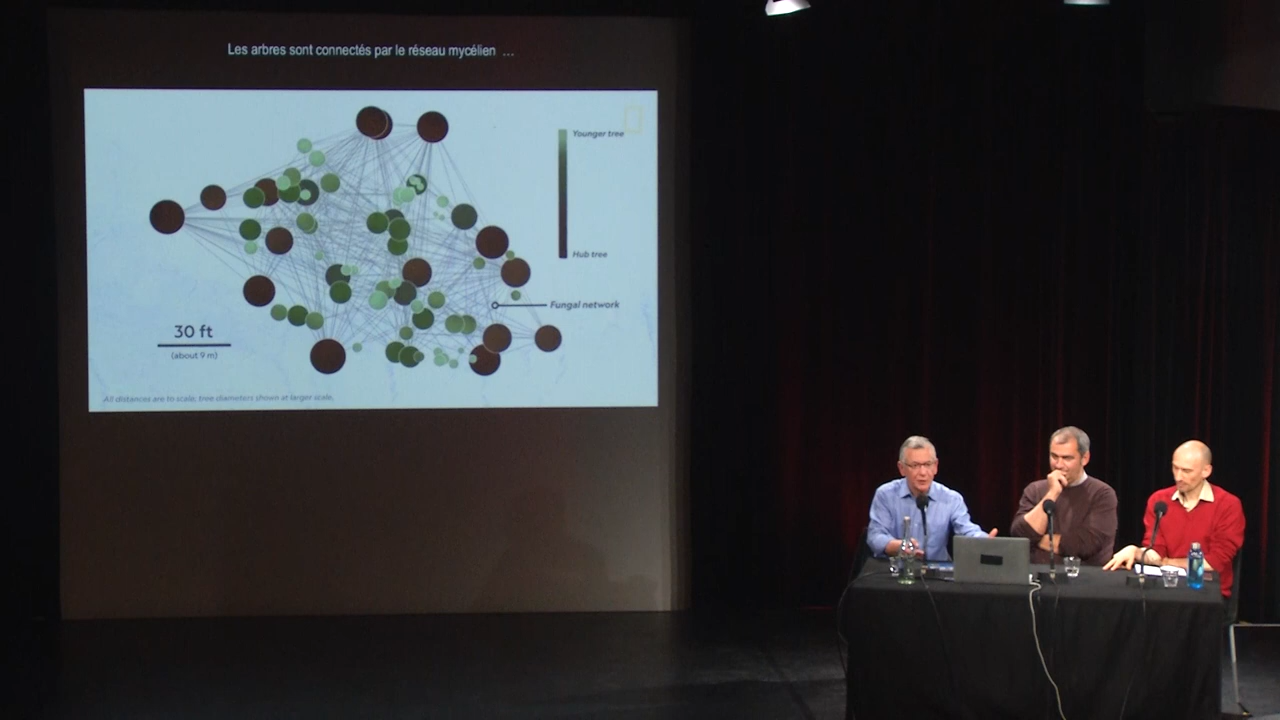 Les arbres sont connectés par le réseau mycélien ...
Younger tree
Hub tree
Fungal network
30 ft
(about 9 m)
All distances are to scale; tree diameters shown at larger scale.